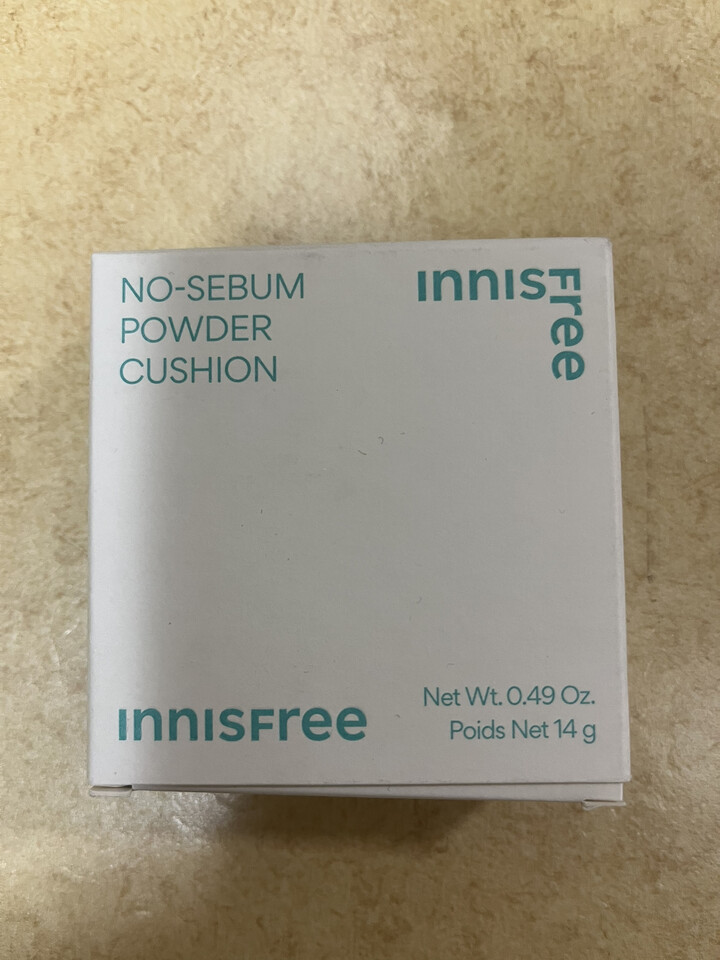 NO-SEBUM
POWDER
CUSHION
INNISFree
INNISFree
Net Wt. 0.49 Oz.
Poids Net 14 g